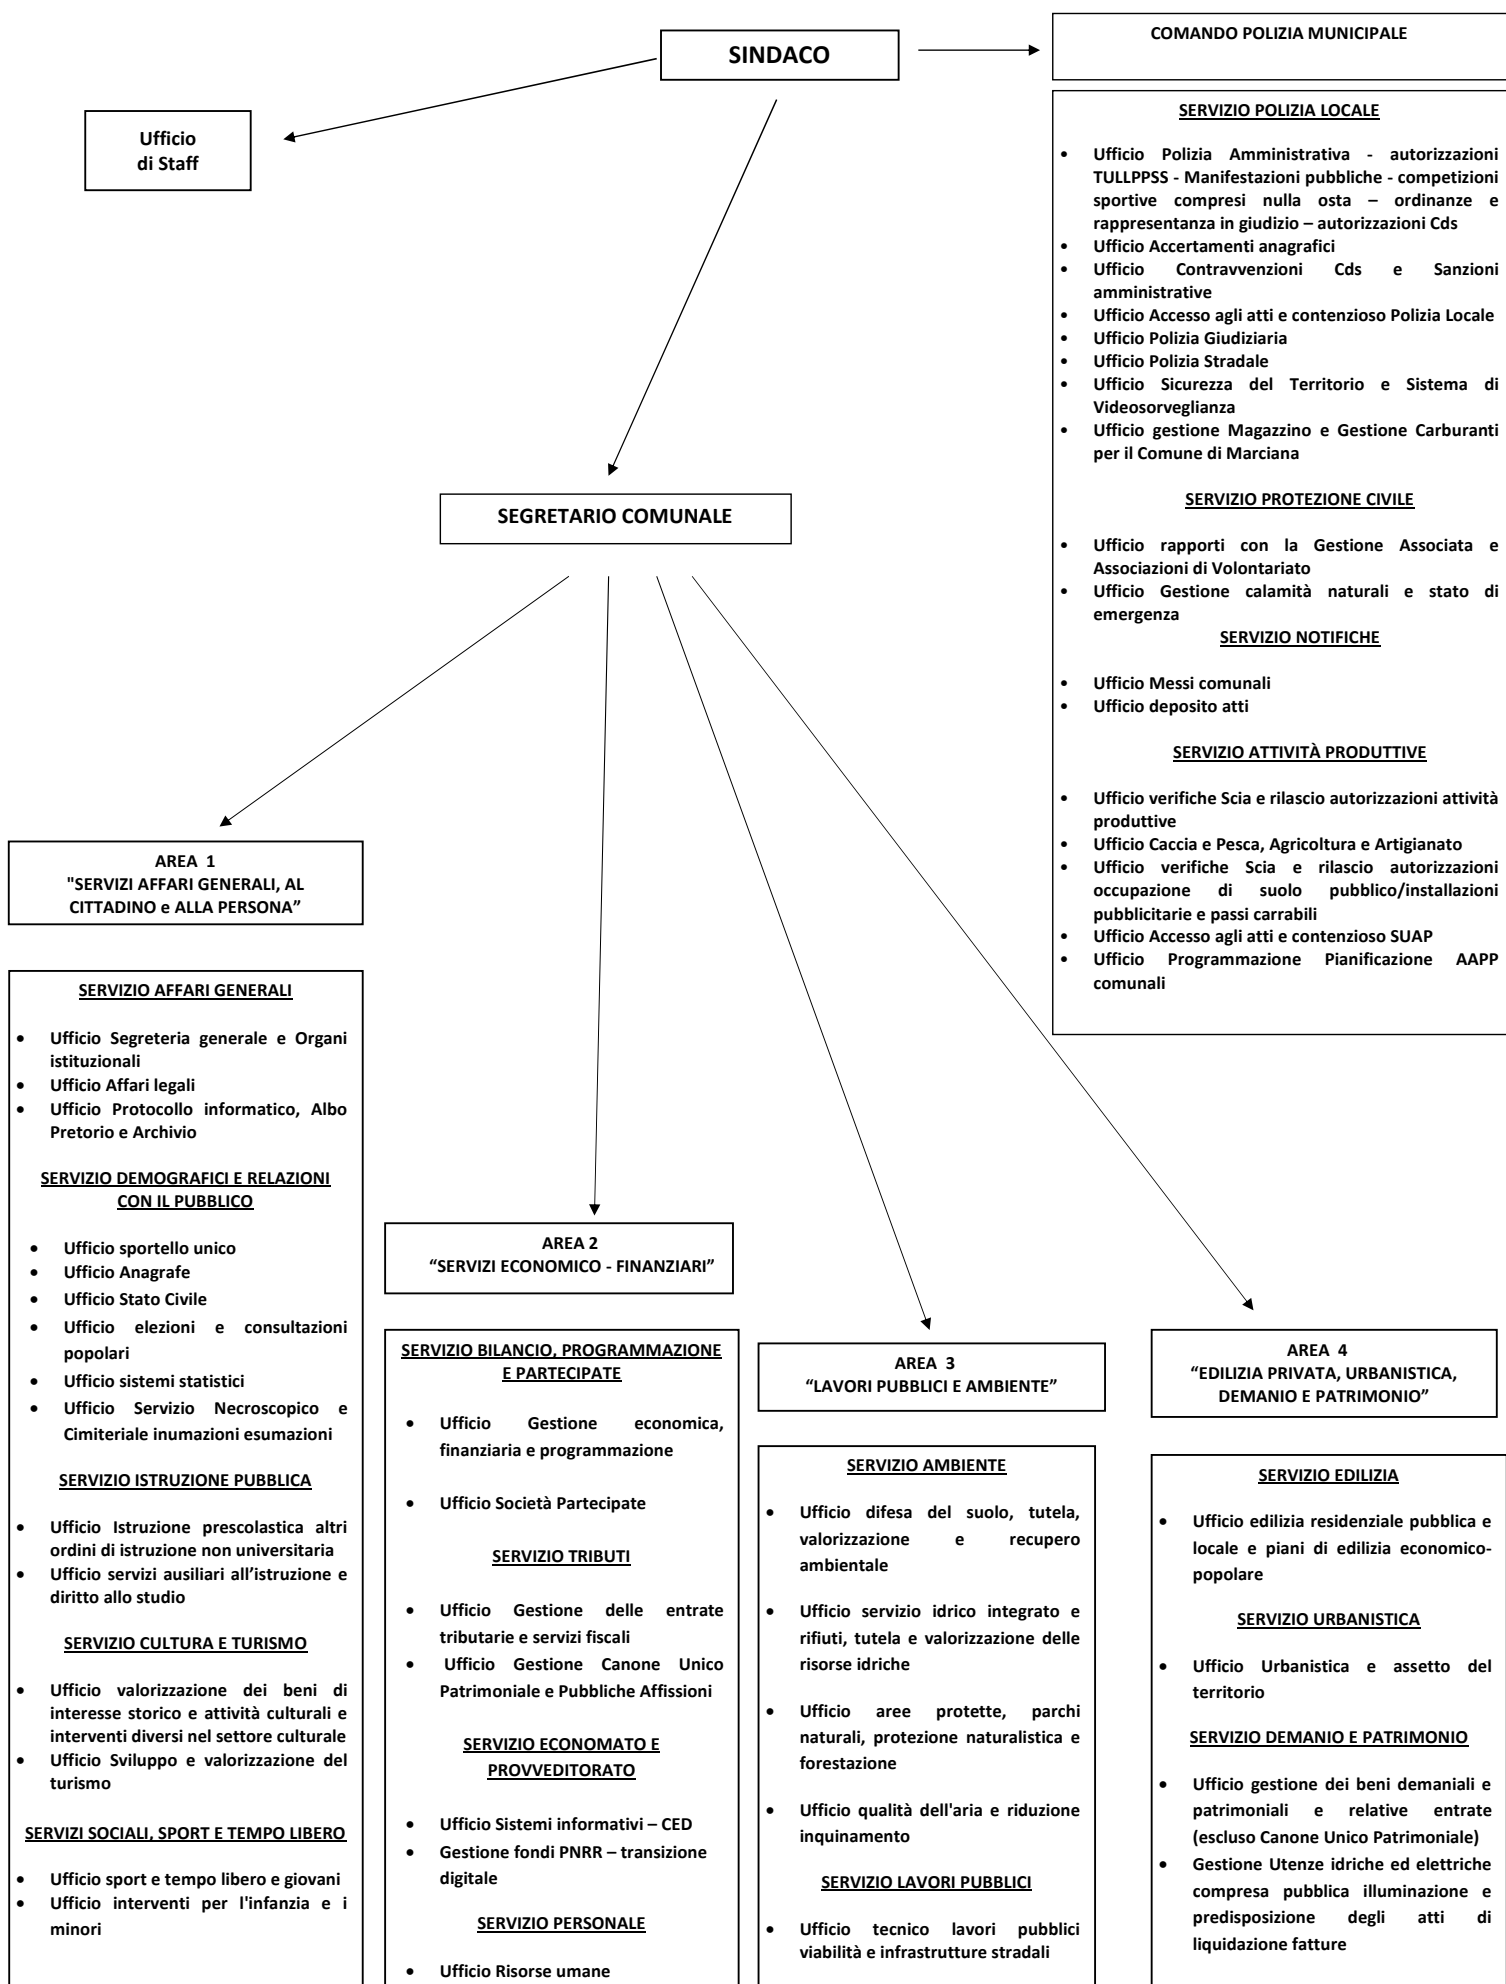 SINDACO
COMANDO POLIZIA MUNICIPALE
Ufficio
di Staff
SERVIZIO POLIZIA LOCALE
• Ufficio Polizia Amministrativa - autorizzazioni
TULLPPSS - Manifestazioni pubbliche - competizioni
sportive compresi nulla osta – ordinanze e
rappresentanza in giudizio – autorizzazioni Cds
• Ufficio Accertamenti anagrafici
• Ufficio Contravvenzioni Cds e Sanzioni
amministrative
• Ufficio Accesso agli atti e contenzioso Polizia Locale
• Ufficio Polizia Giudiziaria
• Ufficio Polizia Stradale
• Ufficio Sicurezza del Territorio e Sistema di
Videosorveglianza
• Ufficio gestione Magazzino e Gestione Carburanti
per il Comune di Marciana
SERVIZIO PROTEZIONE CIVILE
• Ufficio rapporti con la Gestione Associata e
Associazioni di Volontariato
• Ufficio Gestione calamità naturali e stato di
emergenza
SERVIZIO NOTIFICHE
• Ufficio Messi comunali
• Ufficio deposito atti
SERVIZIO ATTIVITÀ PRODUTTIVE
• Ufficio verifiche Scia e rilascio autorizzazioni attività
produttive
• Ufficio Caccia e Pesca, Agricoltura e Artigianato
• Ufficio verifiche Scia e rilascio autorizzazioni
occupazione di suolo pubblico/installazioni
pubblicitarie e passi carrabili
• Ufficio Accesso agli atti e contenzioso SUAP
• Ufficio Programmazione Pianificazione AAPP
comunali
SEGRETARIO COMUNALE
AREA 1
"SERVIZI AFFARI GENERALI, AL
CITTADINO e ALLA PERSONA”
SERVIZIO AFFARI GENERALI
• Ufficio Segreteria generale e Organi
istituzionali
• Ufficio Affari legali
• Ufficio Protocollo informatico, Albo
Pretorio e Archivio
SERVIZIO DEMOGRAFICI E RELAZIONI
CON IL PUBBLICO
• Ufficio sportello unico
• Ufficio Anagrafe
• Ufficio Stato Civile
• Ufficio elezioni e consultazioni
popolari
• Ufficio sistemi statistici
• Ufficio Servizio Necroscopico e
Cimiteriale inumazioni esumazioni
SERVIZIO ISTRUZIONE PUBBLICA
• Ufficio Istruzione prescolastica altri
ordini di istruzione non universitaria
• Ufficio servizi ausiliari all’istruzione e
diritto allo studio
SERVIZIO CULTURA E TURISMO
• Ufficio valorizzazione dei beni di
interesse storico e attività culturali e
interventi diversi nel settore culturale
• Ufficio Sviluppo e valorizzazione del
turismo
SERVIZI SOCIALI, SPORT E TEMPO LIBERO
• Ufficio sport e tempo libero e giovani
• Ufficio interventi per l'infanzia e i
minori
AREA 2
“SERVIZI ECONOMICO - FINANZIARI”
SERVIZIO BILANCIO, PROGRAMMAZIONE
E PARTECIPATE
• Ufficio Gestione economica,
finanziaria e programmazione
• Ufficio Società Partecipate
SERVIZIO TRIBUTI
• Ufficio Gestione delle entrate
tributarie e servizi fiscali
• Ufficio Gestione Canone Unico
Patrimoniale e Pubbliche Affissioni
SERVIZIO ECONOMATO E
PROVVEDITORATO
• Ufficio Sistemi informativi – CED
• Gestione fondi PNRR – transizione
digitale
SERVIZIO PERSONALE
• Ufficio Risorse umane
AREA 3
“LAVORI PUBBLICI E AMBIENTE”
SERVIZIO AMBIENTE
• Ufficio difesa del suolo, tutela,
valorizzazione e recupero
ambientale
• Ufficio servizio idrico integrato e
rifiuti, tutela e valorizzazione delle
risorse idriche
• Ufficio aree protette, parchi
naturali, protezione naturalistica e
forestazione
• Ufficio qualità dell'aria e riduzione
inquinamento
SERVIZIO LAVORI PUBBLICI
• Ufficio tecnico lavori pubblici
viabilità e infrastrutture stradali
AREA 4
“EDILIZIA PRIVATA, URBANISTICA,
DEMANIO E PATRIMONIO”
SERVIZIO EDILIZIA
• Ufficio edilizia residenziale pubblica e
locale e piani di edilizia economico-
popolare
SERVIZIO URBANISTICA
• Ufficio Urbanistica e assetto del
territorio
SERVIZIO DEMANIO E PATRIMONIO
• Ufficio gestione dei beni demaniali e
patrimoniali e relative entrate
(escluso Canone Unico Patrimoniale)
• Gestione Utenze idriche ed elettriche
compresa pubblica illuminazione e
predisposizione degli atti di
liquidazione fatture